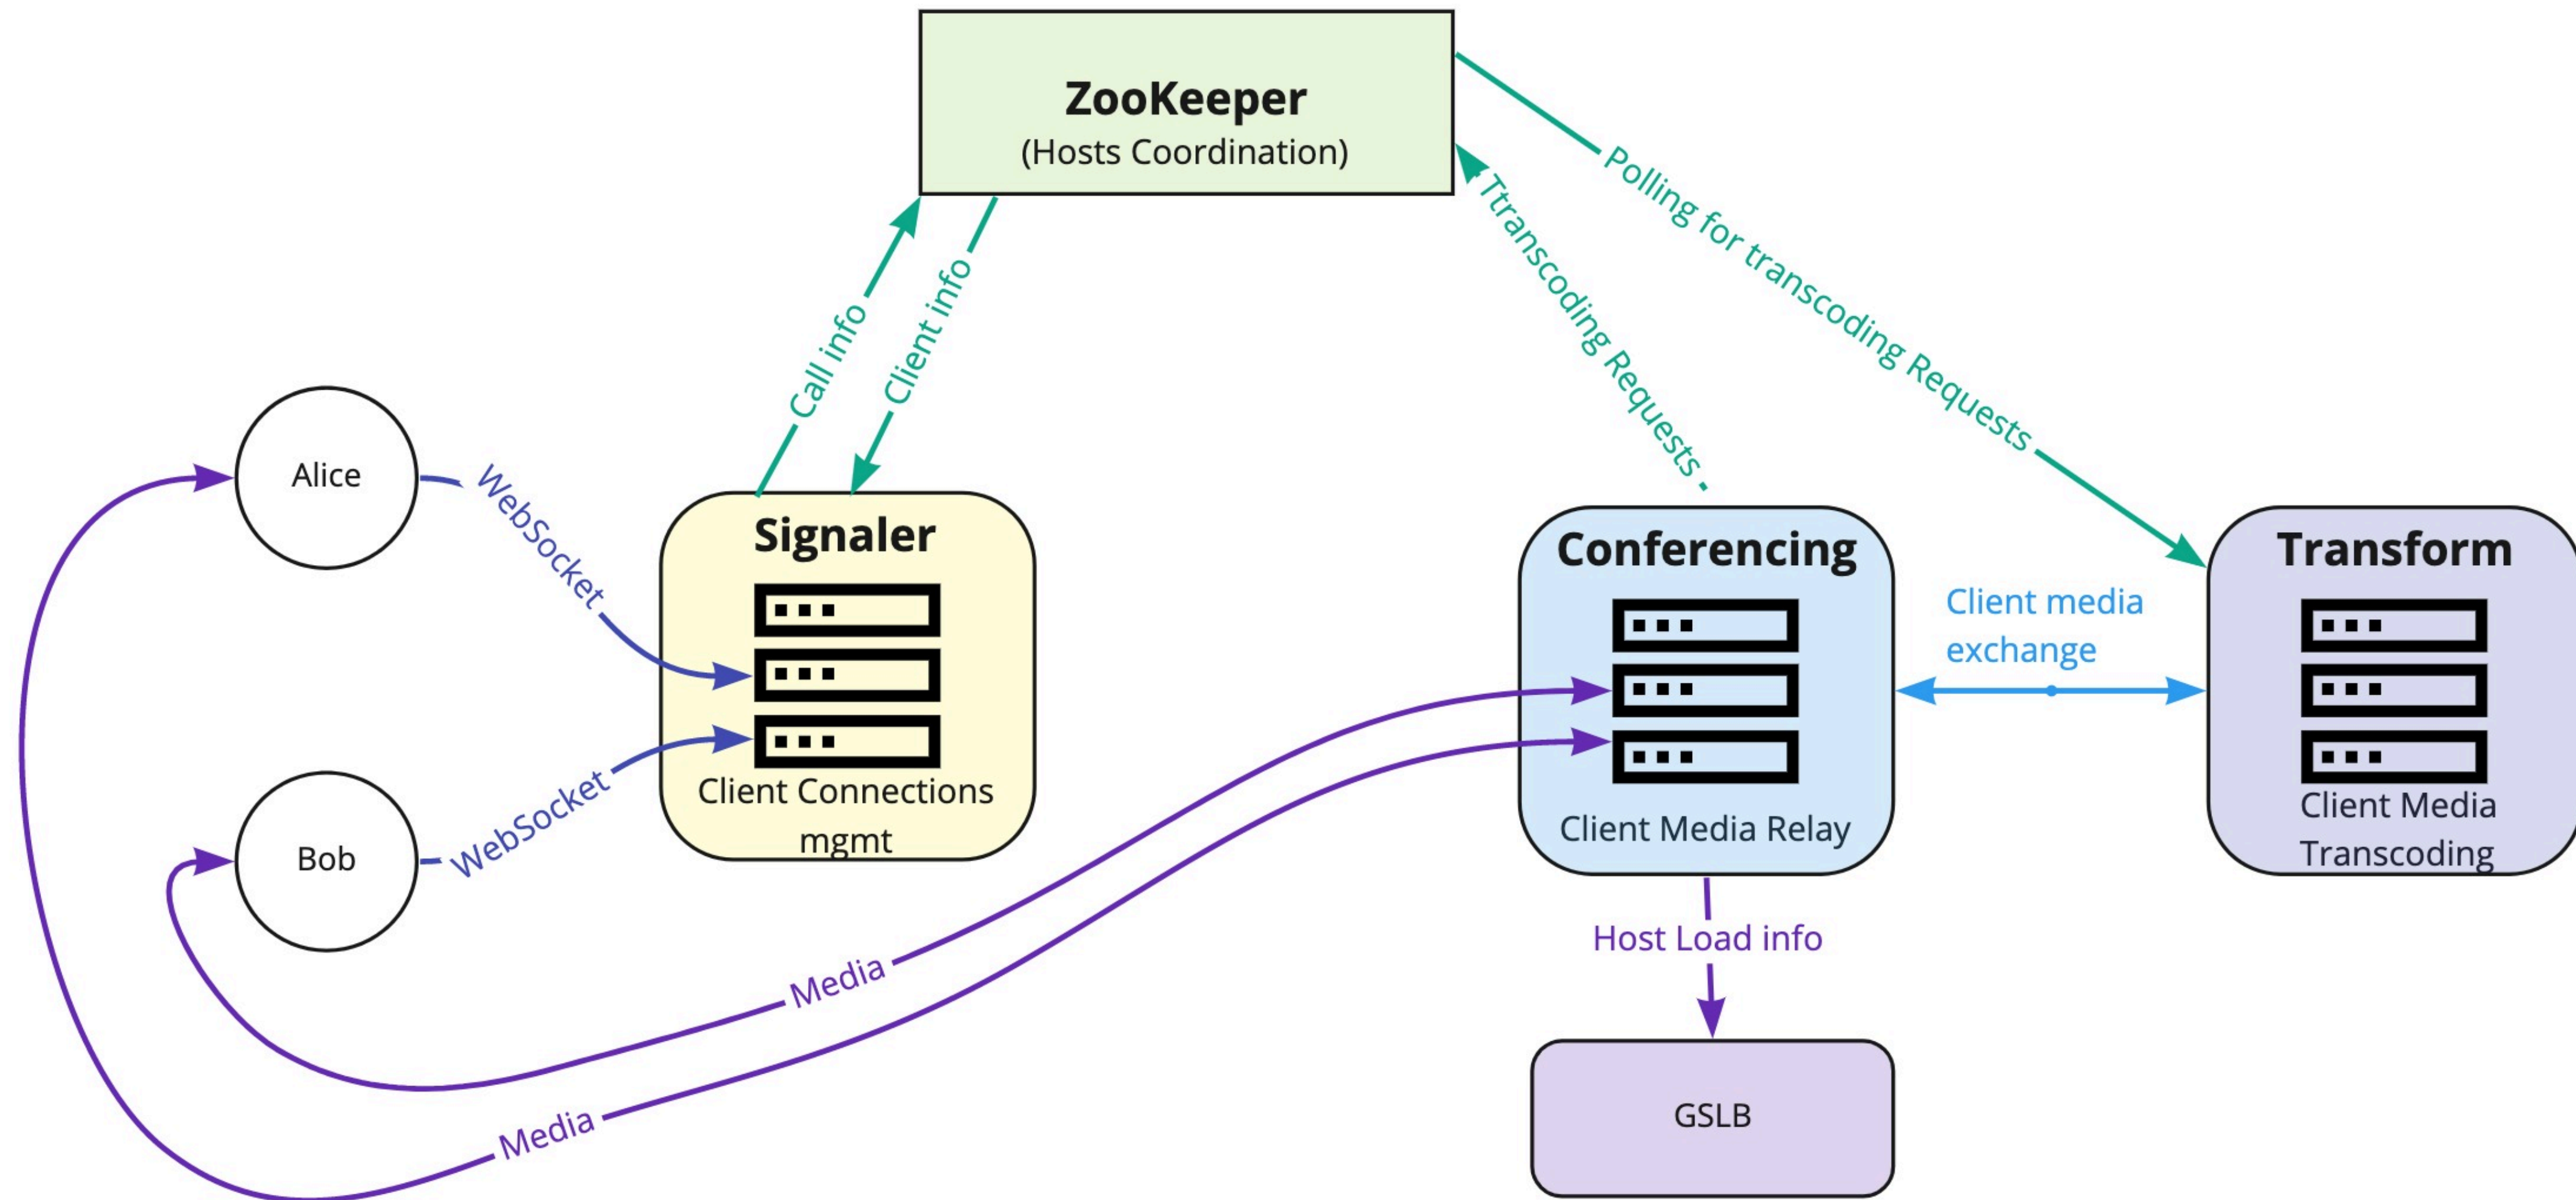 ZooKeeper
(Hosts Coordination)
Call info
Client info
Ttranscoding Requests
Polling for transcoding Requests
Alice
WebSocket
Bob
WebSocket
Signaler
Client Connections
mgmt
Conferencing
Client Media Relay
Client media
exchange
Transform
Client Media
Transcoding
Media
Media
Host Load info
GSLB